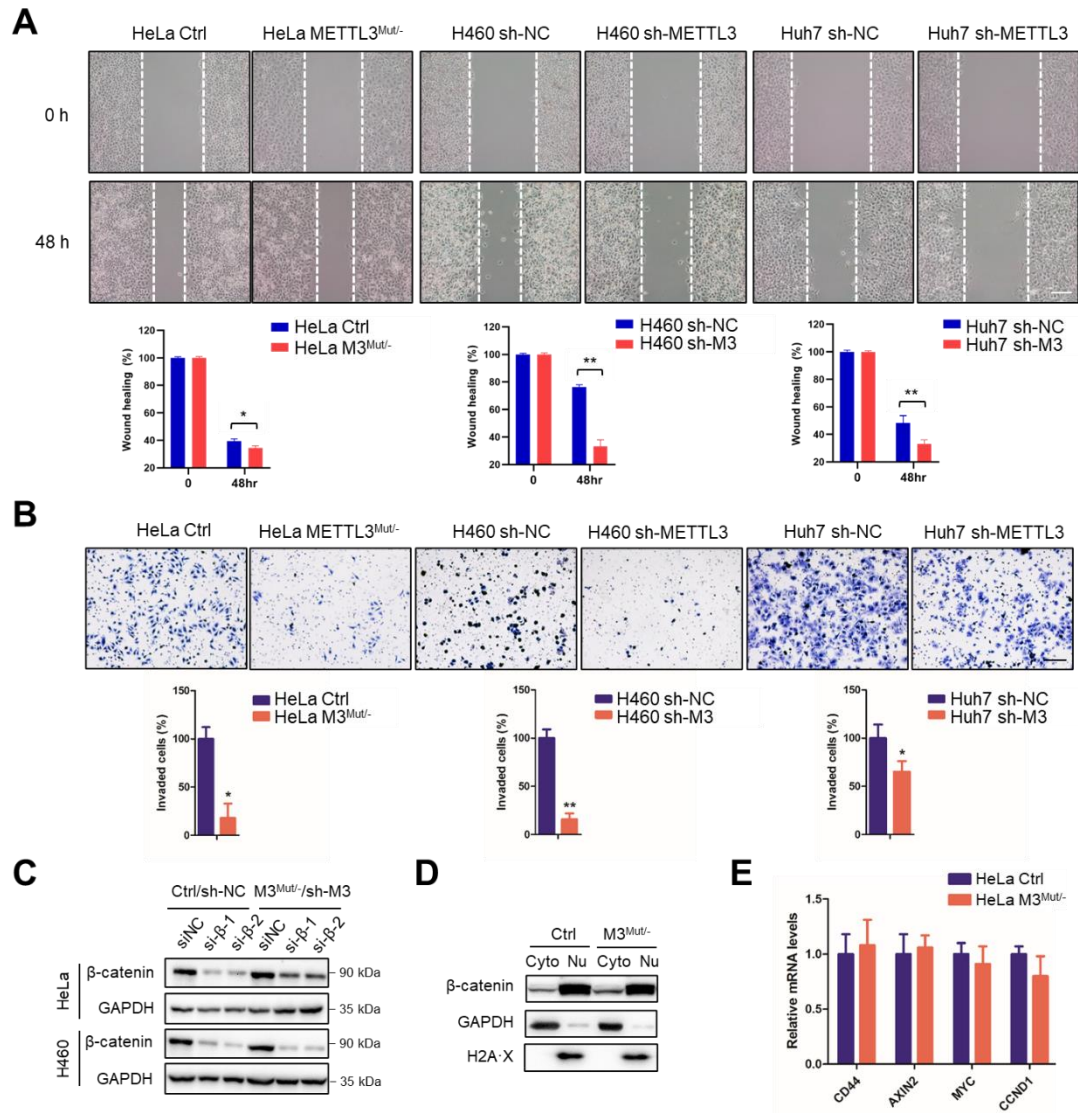 A
HeLa Ctrl
HeLa METTL3Mut/-
H460 sh-NC
H460 sh-METTL3
Huh7 sh-NC
Huh7 sh-METTL3
0 h
48 h
Wound healing (%)
120
100
80
60
40
20
0
48hr
*
HeLa Ctrl
HeLa M3Mut/-
Wound healing (%)
120
100
80
60
40
20
0
48hr
**
H460 sh-NC
H460 sh-M3
Wound healing (%)
120
100
80
60
40
20
0
48hr
**
Huh7 sh-NC
Huh7 sh-M3
B
HeLa Ctrl
HeLa METTL3Mut/-
H460 sh-NC
H460 sh-METTL3
Huh7 sh-NC
Huh7 sh-METTL3
Invaded cells (%)
150
100
50
0
*
HeLa Ctrl
HeLa M3Mut/-
Invaded cells (%)
150
100
50
0
**
H460 sh-NC
H460 sh-M3
Invaded cells (%)
150
100
50
0
*
Huh7 sh-NC
Huh7 sh-M3
C
Ctrl/sh-NC
M3Mut/-/sh-M3
siNC
si-β-1
si-β-2
siNC
si-β-1
si-β-2
HeLa
β-catenin
90 kDa
GAPDH
35 kDa
H460
β-catenin
90 kDa
GAPDH
35 kDa
D
Ctrl
M3Mut/-
Cyto Nu Cyto Nu
β-catenin
GAPDH
H2A·X
E
HeLa Ctrl
HeLa M3Mut/-
Relative mRNA levels
1.5
1.0
0.5
0.0
CD44
AXIN2
MYC
CCND1